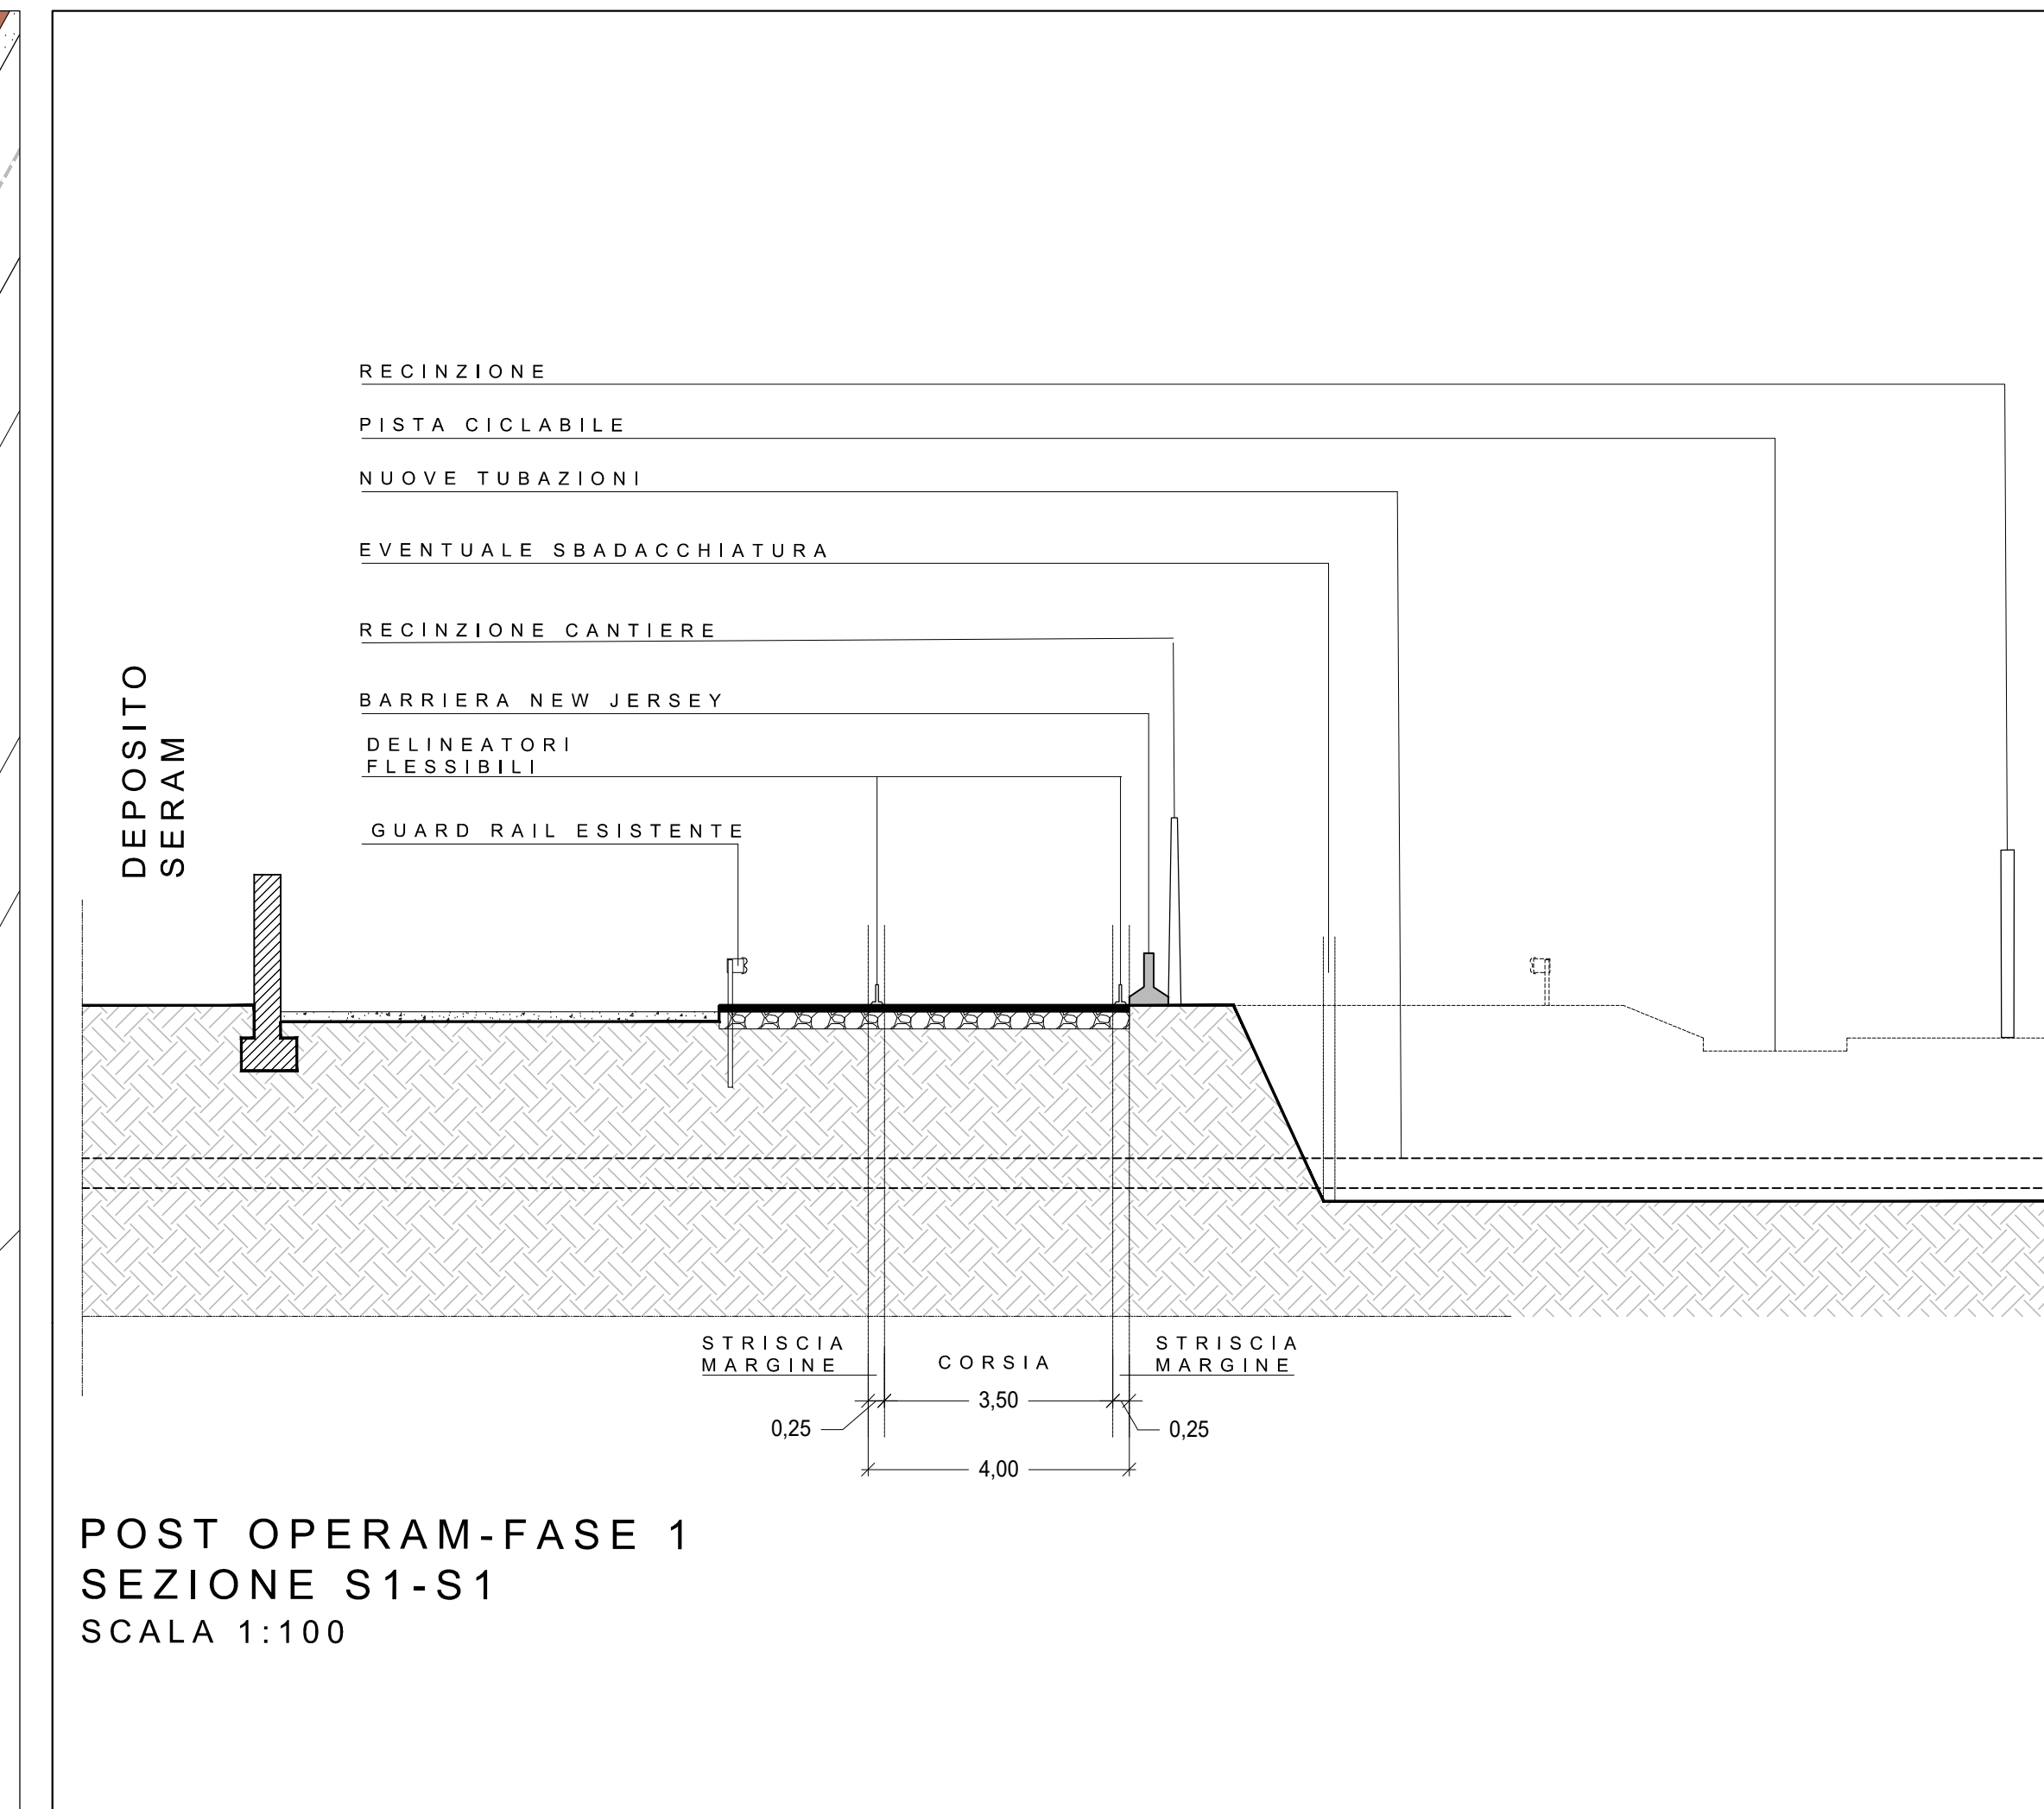 RECINZIONE
PISTA CICLABILE
NUOVE TUBAZIONI
EVENTUALE SBADACCHIATURA
RECINZIONE CANTIERE
BARRIERA NEW JERSEY
DELINEATORI
FLESSIBILI
GUARD RAIL ESISTENTE
DEPOSITO
SERAM
STRISCIA
MARGINE
CORSIA
STRISCIA
MARGINE
3,50
0,25
0,25
4,00
POST OPERAM-FASE 1
SEZIONE S1-S1
SCALA 1:100